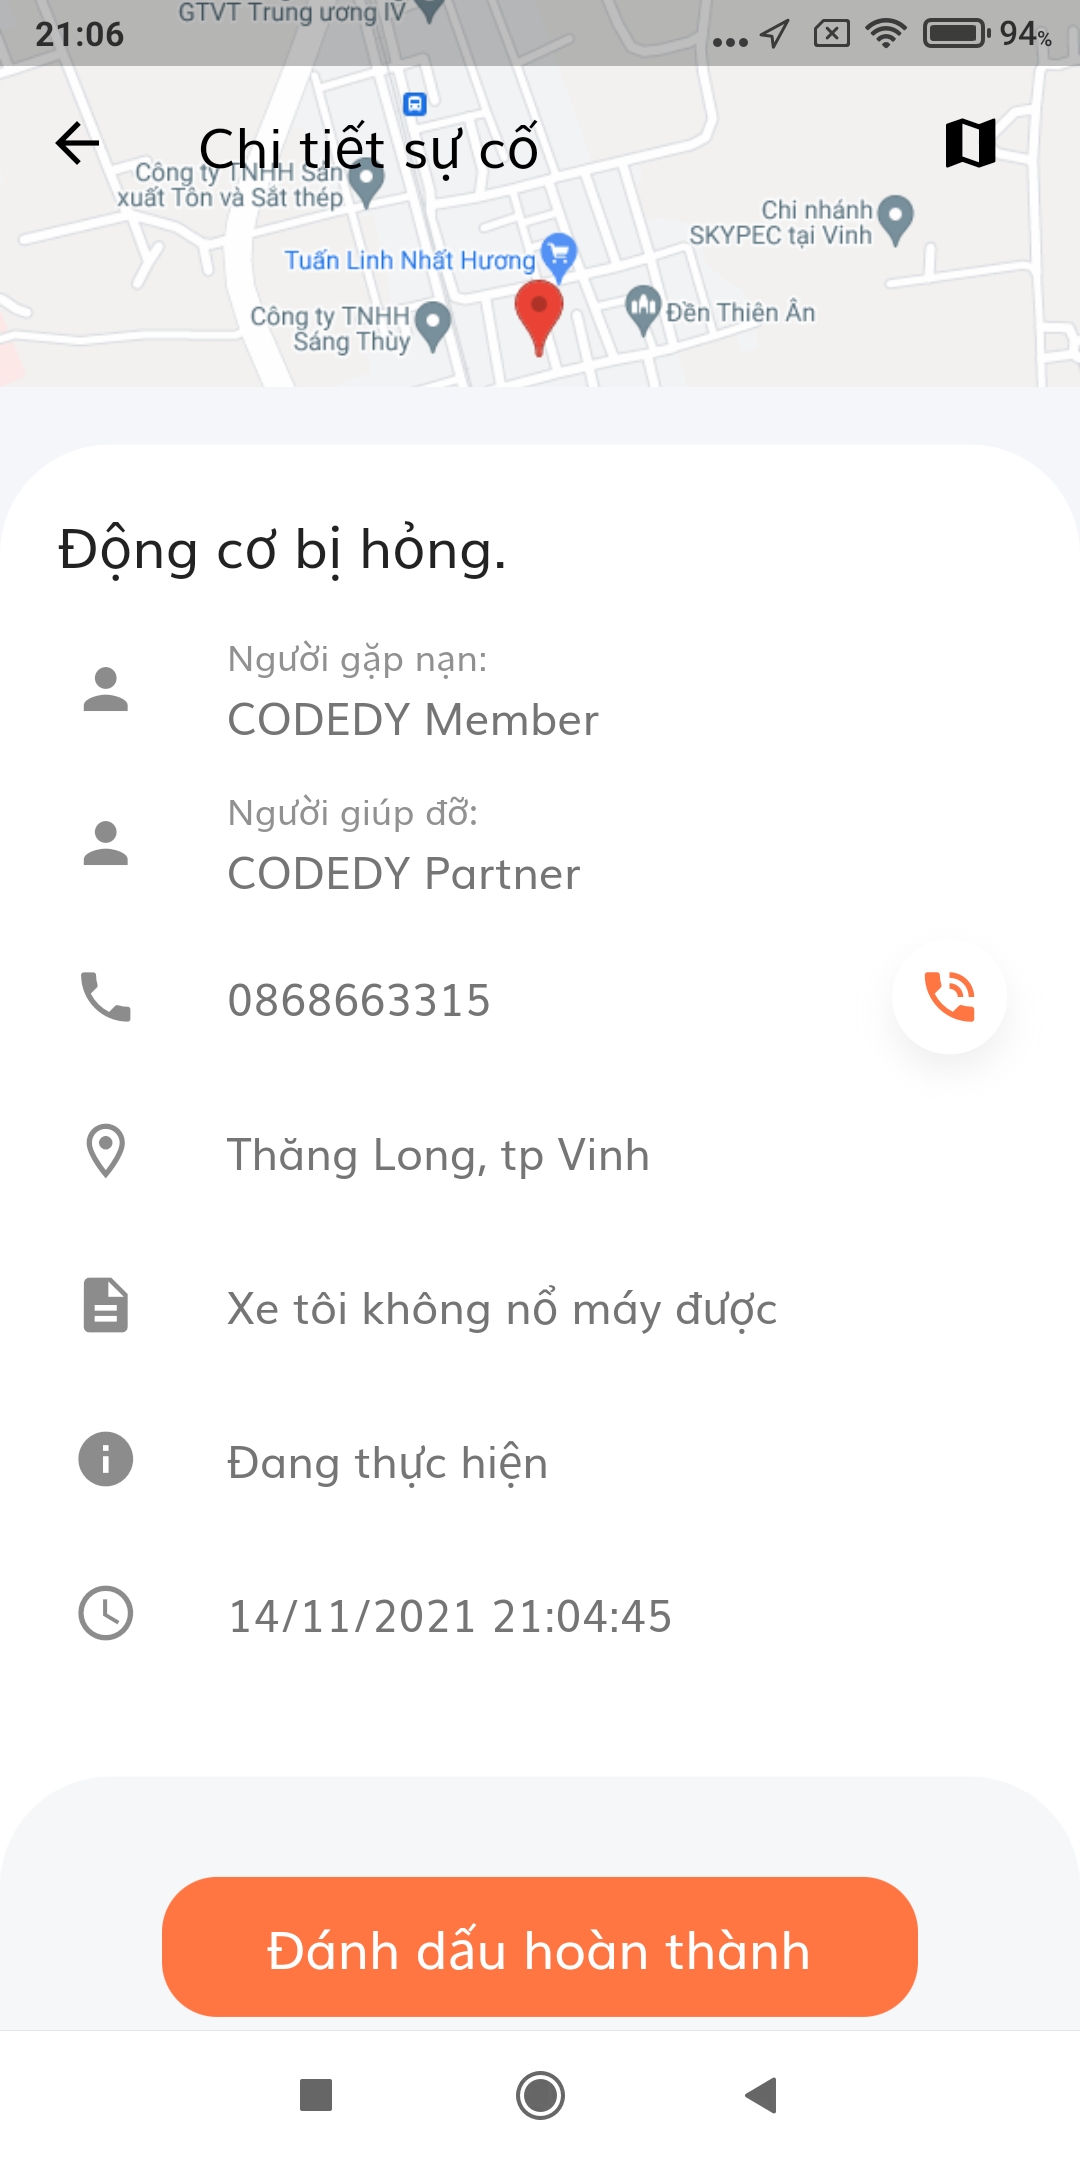 GTVT Trung ương IV
21:06
94%
Chi tiết sự cố
Công ty TNHH Sản
xuất Tôn và Sắt thép
Chi nhánh
SKYPEC tại Vinh
Tuấn Linh Nhất Hương
Công ty TNHH
Sáng Thùy
Đền Thiên Ân
Động cơ bị hỏng.
Người gặp nạn:
CODEDY Member
Người giúp đỡ:
CODEDY Partner
0868663315
Thăng Long, tp Vinh
Xe tôi không nổ máy được
Đang thực hiện
14/11/2021 21:04:45
Đánh dấu hoàn thành